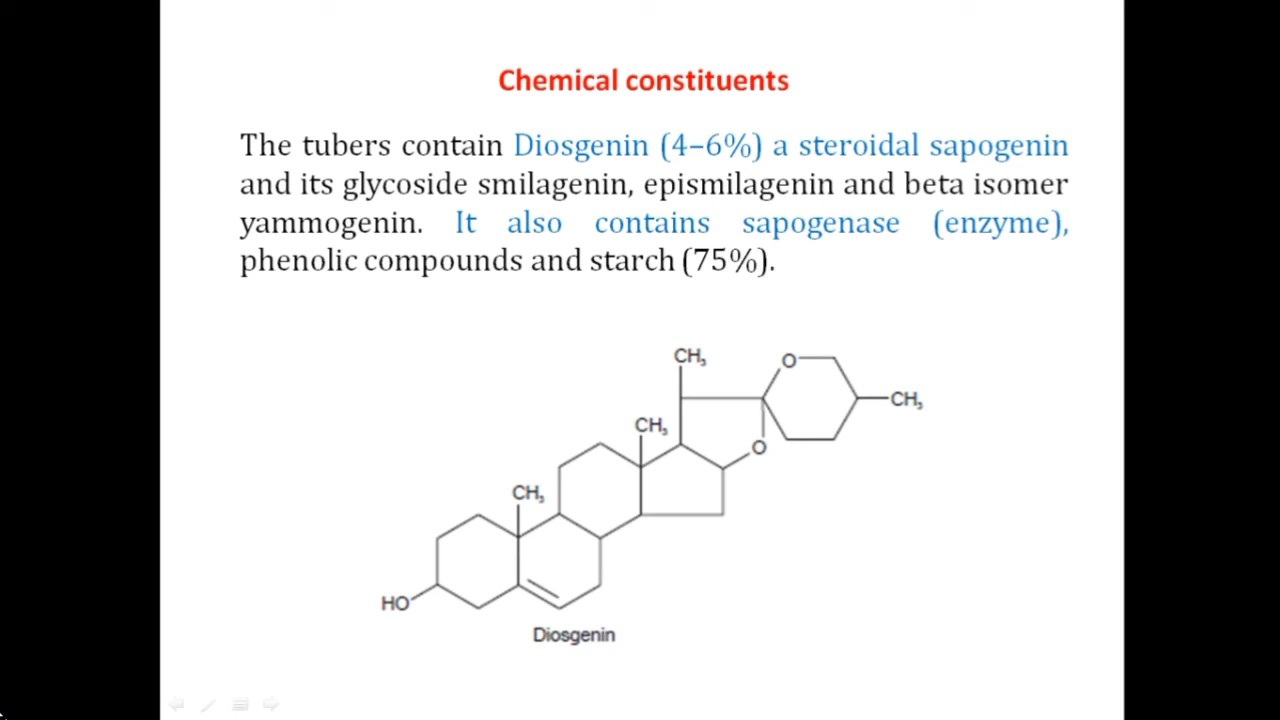 Chemical constituents
The tubers contain Diosgenin (4–6%) a steroidal sapogenin
and its glycoside smilagenin, epismilagenin and beta isomer
yammogenin. It also contains sapogenase (enzyme),
phenolic compounds and starch (75%).
CH₃
O
CH₃
CH₃
O
CH₃
HO
Diosgenin